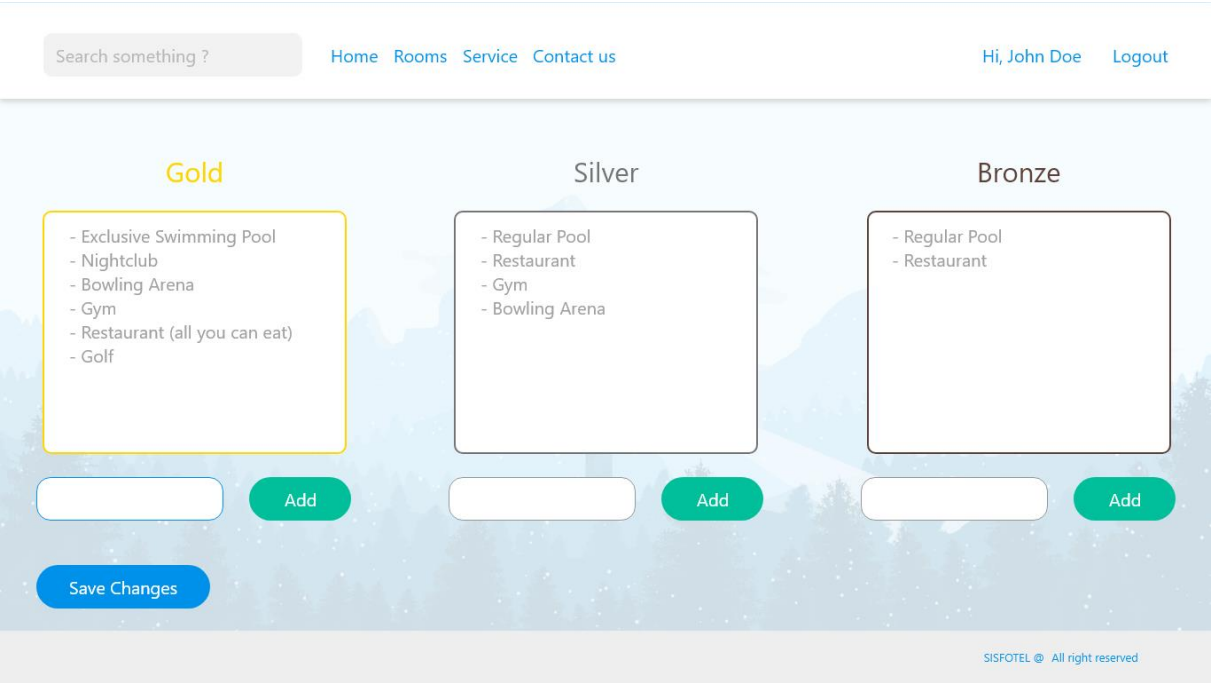 Search something ?
Home Rooms Service Contact us
Hi, John Doe Logout
Gold
- Exclusive Swimming Pool
- Nightclub
- Bowling Arena
- Gym
- Restaurant (all you can eat)
- Golf
Add
Silver
- Regular Pool
- Restaurant
- Gym
- Bowling Arena
Add
Bronze
- Regular Pool
- Restaurant
Add
Save Changes
SISFOTEL @ All right reserved